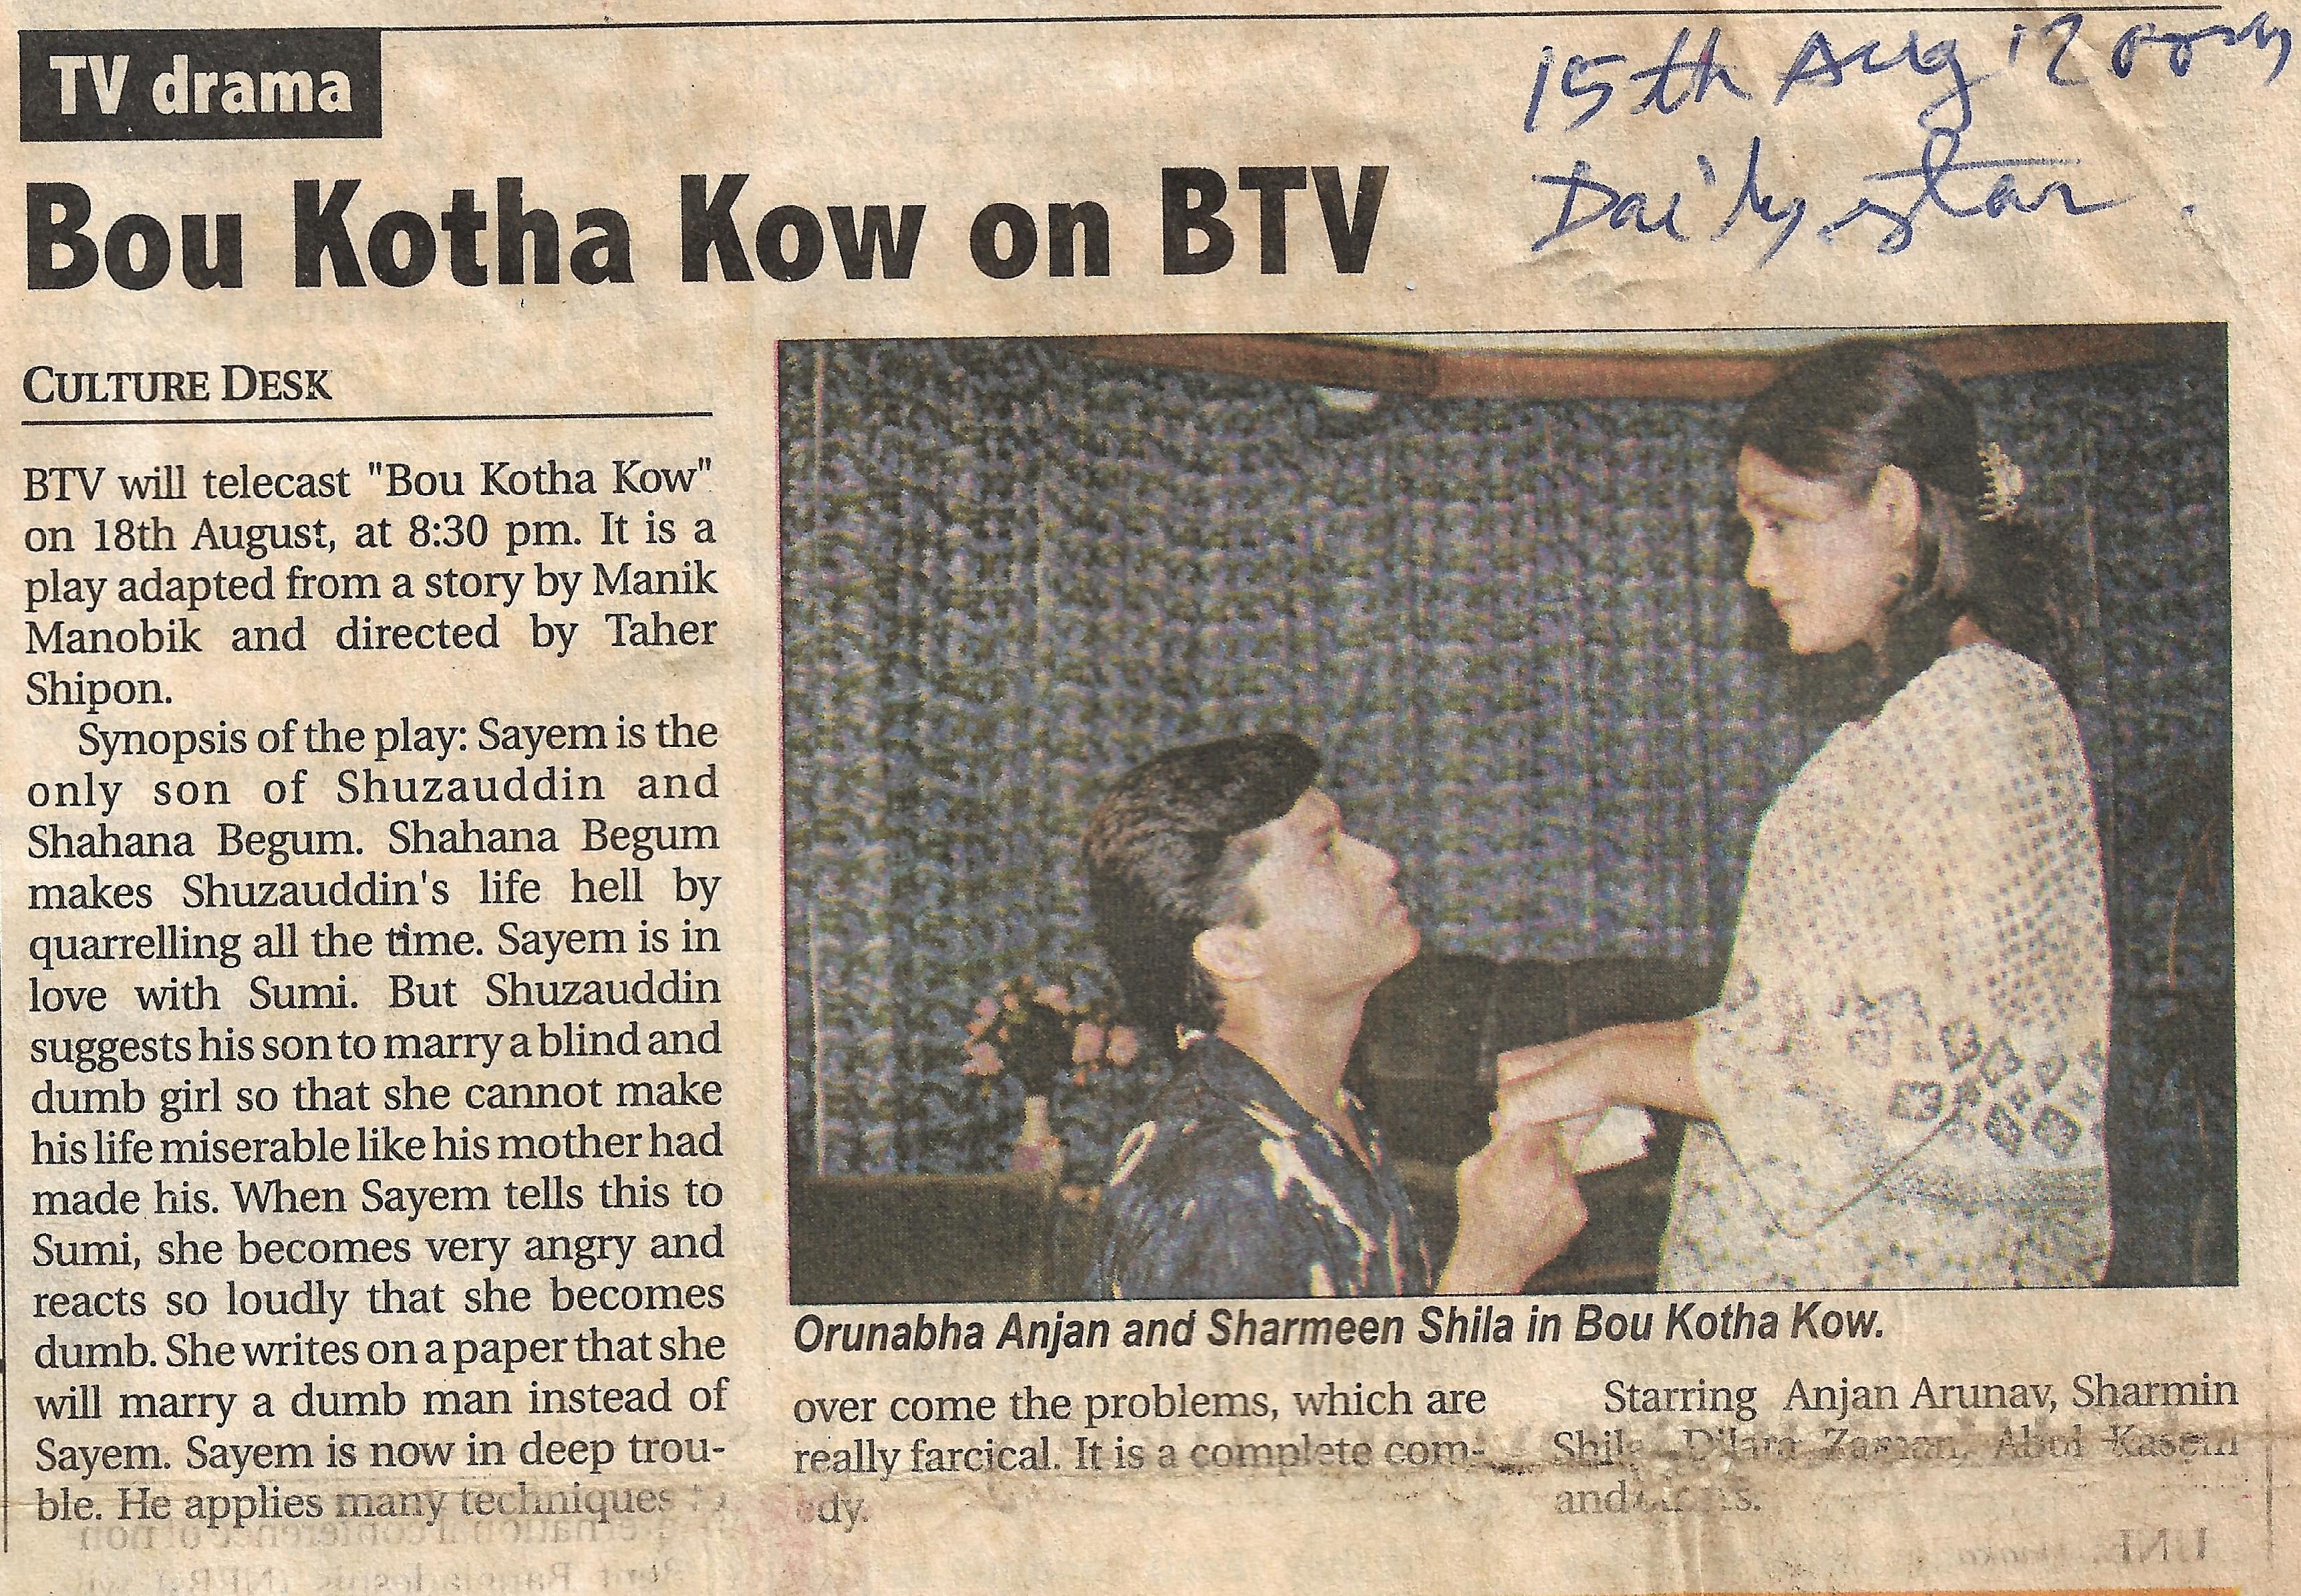 TV drama
15th Aug
Daily star
Bou Kotha Kow on BTV
CULTURE DESK
BTV will telecast "Bou Kotha Kow"
on 18th August, at 8:30 pm. It is a
play adapted from a story by Manik
Manobik and directed by Taher
Shipon.
Synopsis of the play: Sayem is the
only son of Shuzauddin and
Shahana Begum. Shahana Begum
makes Shuzauddin's life hell by
quarrelling all the time. Sayem is in
love with Sumi. But Shuzauddin
suggests his son to marry a blind and
dumb girl so that she cannot make
his life miserable like his mother had
made his. When Sayem tells this to
Sumi, she becomes very angry and
reacts so loudly that she becomes
dumb. She writes on a paper that she
will marry a dumb man instead of
Sayem. Sayem is now in deep trou-
ble. He applies many techniques
Orunabha Anjan and Sharmeen Shila in Bou Kotha Kow.
over come the problems, which are
really farcical. It is a complete com-
edy.
Starring Anjan Arunav, Sharmin
Shila, Dilara Zaman, Abol Kasem
and